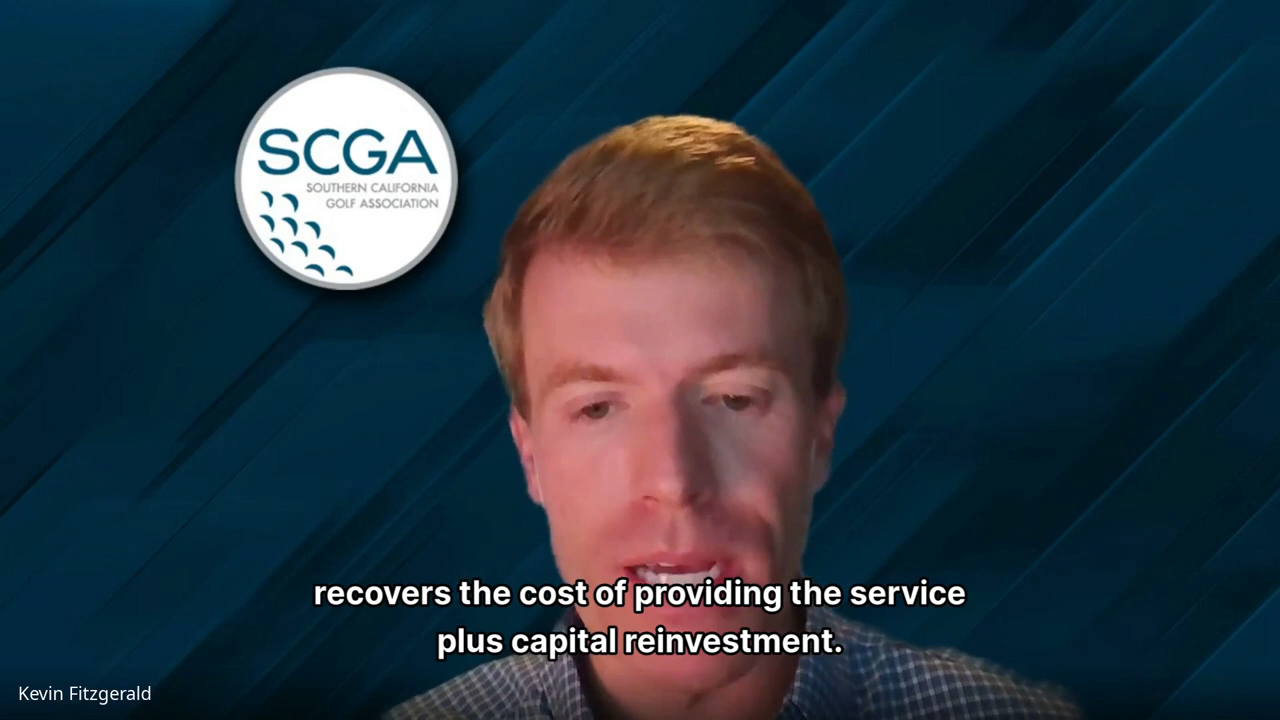 SCGA
SOUTHERN CALIFORNIA
GOLF ASSOCIATION
recovers the cost of providing the service
plus capital reinvestment.
Kevin Fitzgerald